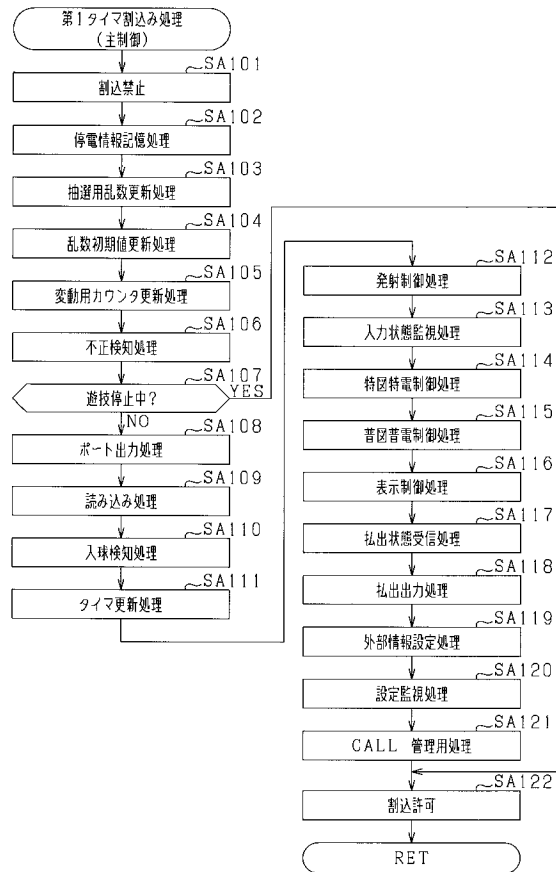 第1タイマ割込み処理
(主制御)
SA101
割込禁止
SA102
停電情報記憶処理
SA103
抽選用乱数更新処理
SA104
乱数初期値更新処理
SA105
変動用カウンタ更新処理
SA106
不正検知処理
SA107
遊技停止中?
YES
NO
SA108
ポート出力処理
SA109
読み込み処理
SA110
入球検知処理
SA111
タイマ更新処理
SA112
発射制御処理
SA113
入力状態監視処理
SA114
特図特電制御処理
SA115
普図普電制御処理
SA116
表示制御処理
SA117
払出状態受信処理
SA118
払出出力処理
SA119
外部情報設定処理
SA120
設定監視処理
SA121
CALL 管理用処理
SA122
割込許可
RET